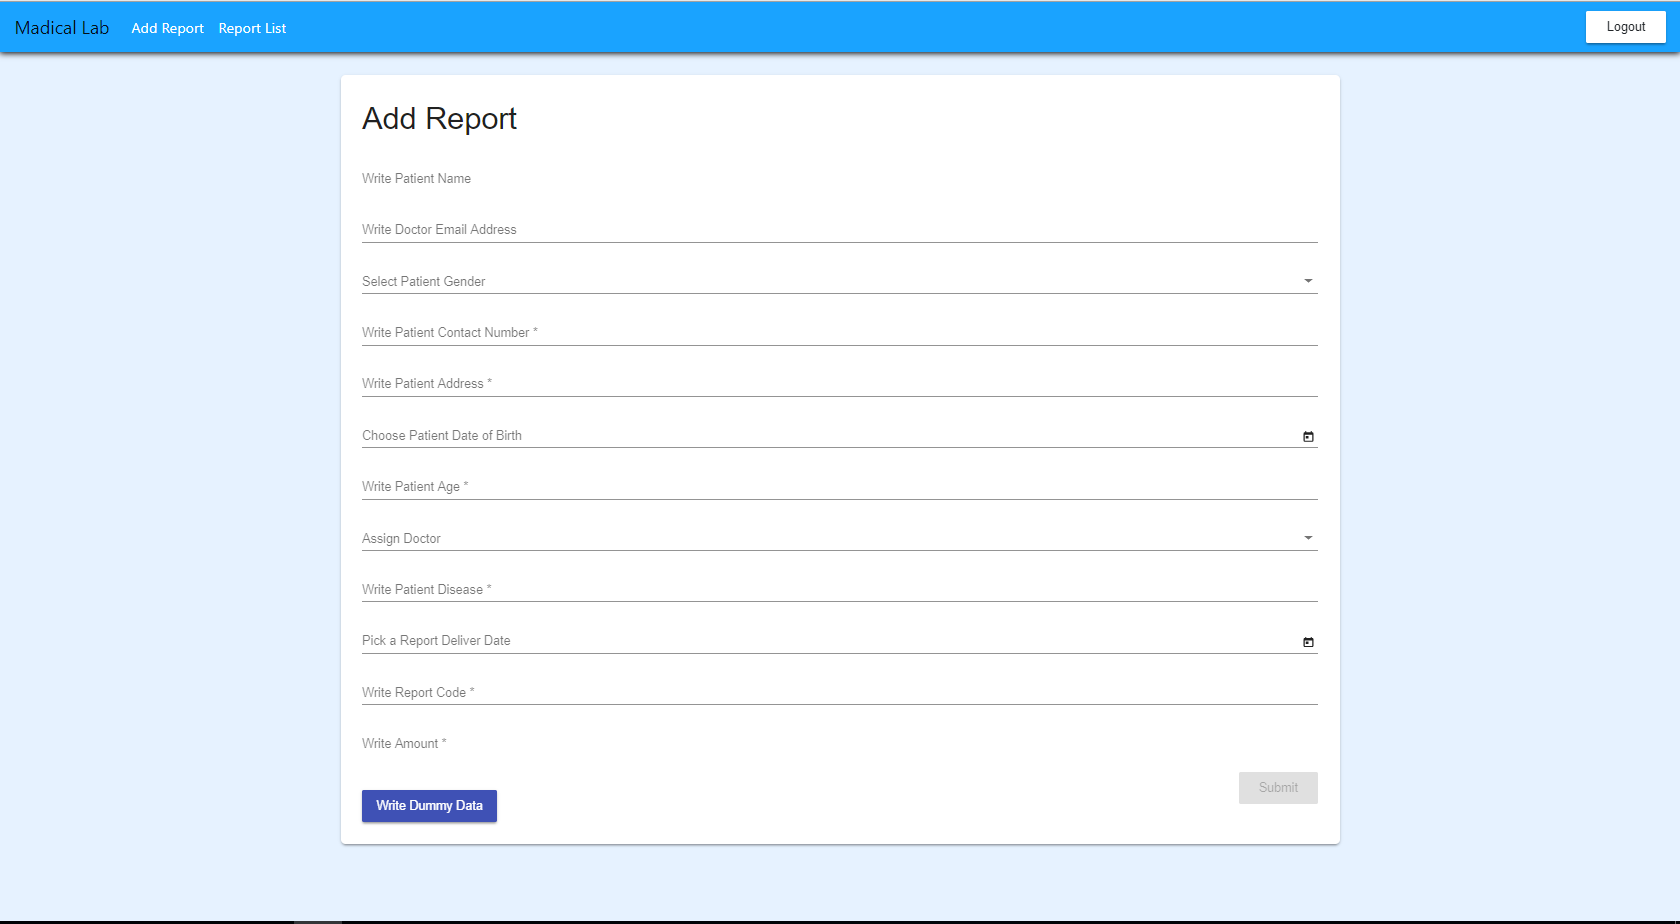 Madical Lab Add Report Report List Logout
Add Report
Write Patient Name
Write Doctor Email Address
Select Patient Gender
Write Patient Contact Number *
Write Patient Address *
Choose Patient Date of Birth
Write Patient Age *
Assign Doctor
Write Patient Disease *
Pick a Report Deliver Date
Write Report Code *
Write Amount *
Submit
Write Dummy Data